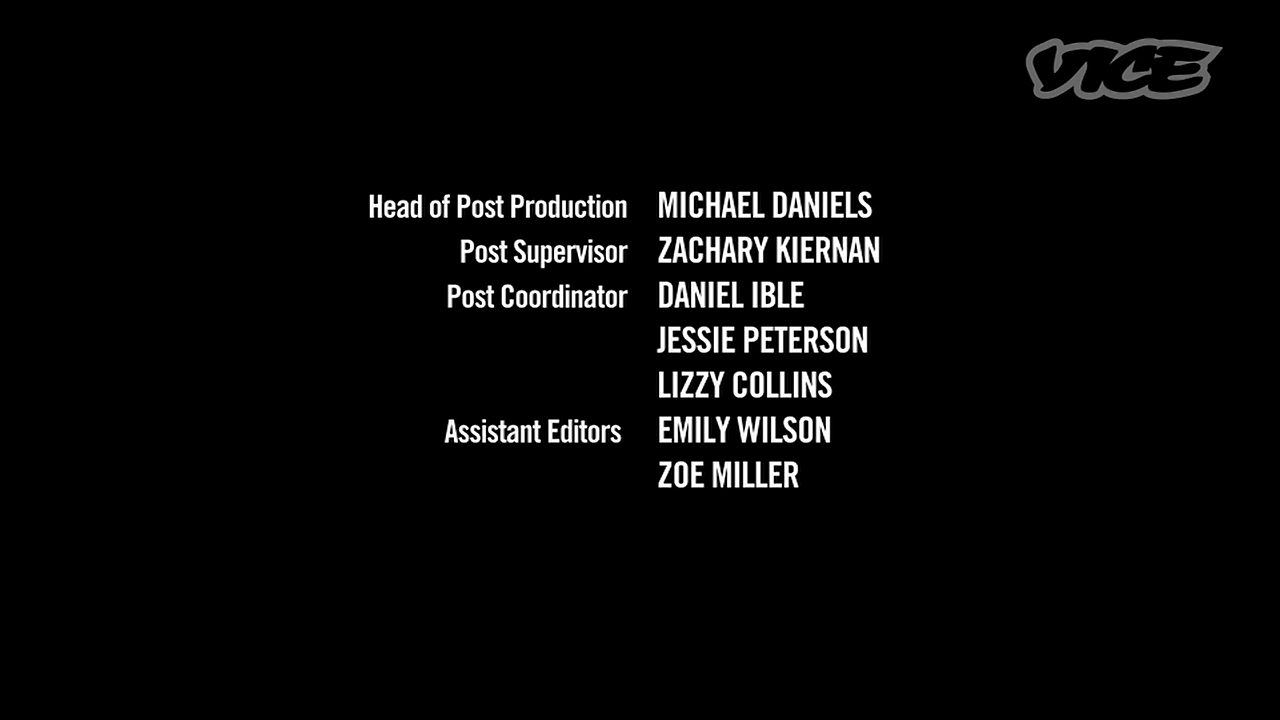 VICE
Head of Post Production MICHAEL DANIELS
Post Supervisor ZACHARY KIERNAN
Post Coordinator DANIEL IBLE
JESSIE PETERSON
LIZZY COLLINS
Assistant Editors EMILY WILSON
ZOE MILLER